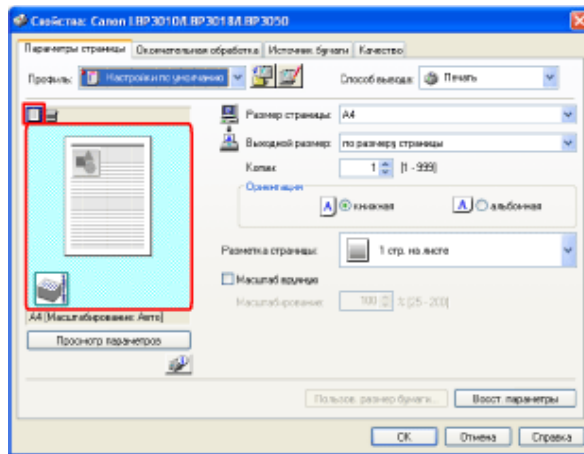 Свойства: Canon LBP3010/LBP3018/LBP3050
Параметры страницы Окончательная обработка Источник бумаги Качество
Профиль: Настройки по умолчанию Способ вывода: Печать
Размер страницы: A4
Выходной размер: по размеру страницы
Копии: 1 [1 - 999]
Ориентация
A книжная A альбомная
Разметка страницы: 1 стр. на листе
Масштаб вручную
Масштабирование: 100 % [25 - 200]
A4 [Масштабирование: Авто]
Просмотр параметров
Пользов. размер бумаги... Восст. параметры
OK Отмена Справка